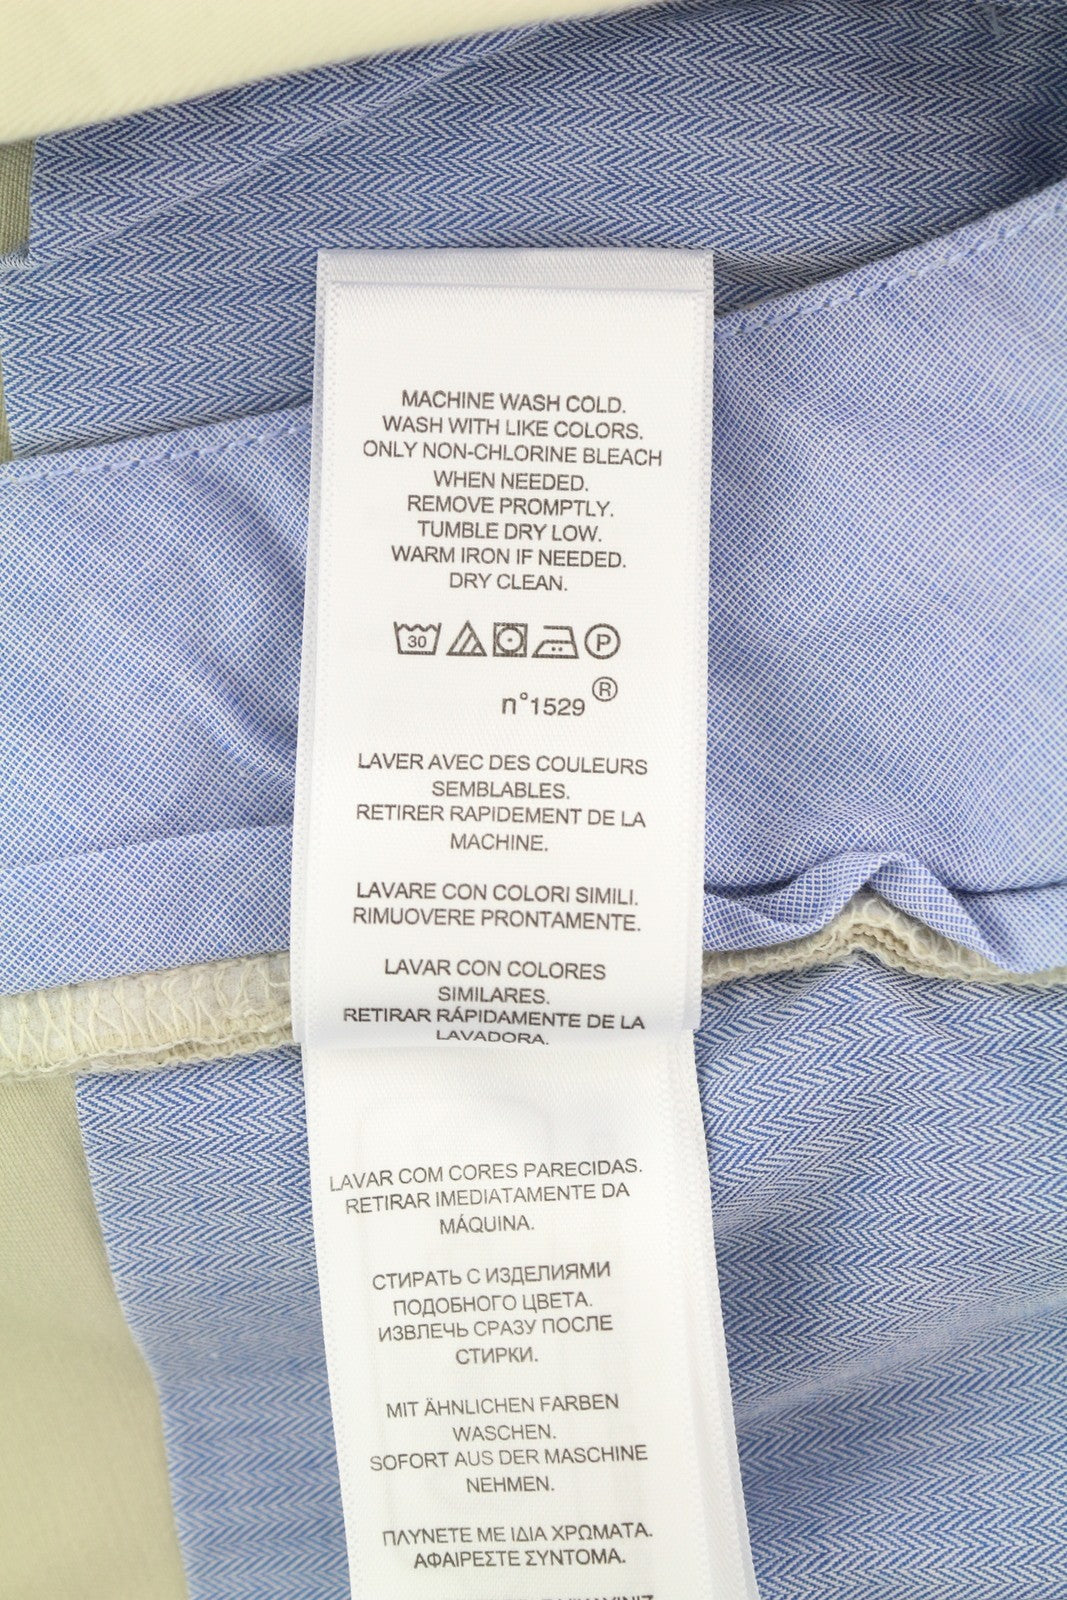 MACHINE WASH COLD.
WASH WITH LIKE COLORS.
ONLY NON-CHLORINE BLEACH
WHEN NEEDED.
REMOVE PROMPTLY.
TUMBLE DRY LOW.
WARM IRON IF NEEDED.
DRY CLEAN.
30 P
n°1529 ®
LAVER AVEC DES COULEURS
SEMBLABLES.
RETIRER RAPIDEMENT DE LA
MACHINE.
LAVARE CON COLORI SIMILI.
RIMUOVERE PRONTAMENTE.
LAVAR CON COLORES
SIMILARES.
RETIRAR RÁPIDAMENTE DE LA
LAVADORA.
LAVAR COM CORES PARECIDAS.
RETIRAR IMEDIATAMENTE DA
MÁQUINA.
СТИРАТЬ С ИЗДЕЛИЯМИ
ПОДОБНОГО ЦВЕТА.
ИЗВЛЕЧЬ СРАЗУ ПОСЛЕ
СТИРКИ.
MIT ÄHNLICHEN FARBEN
WASCHEN.
SOFORT AUS DER MASCHINE
NEHMEN.
ΠΛΥΝΕΤΕ ΜΕ ΙΔΙΑ ΧΡΩΜΑΤΑ.
ΑΦΑΙΡΕΣΤΕ ΣΥΝΤΟΜΑ.